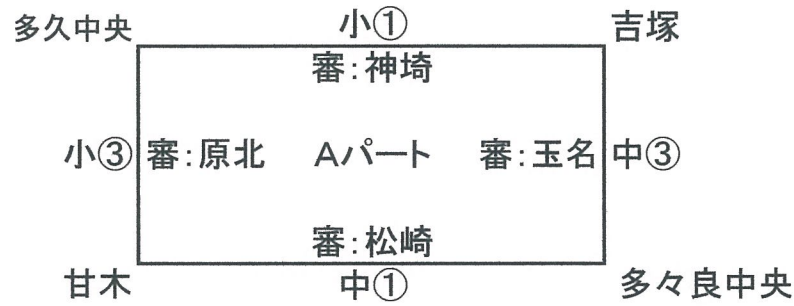 多久中央 小① 吉塚
審:神埼
小③ 審:原北 Aパート 審:玉名 中③
審:松崎
甘木 中① 多々良中央